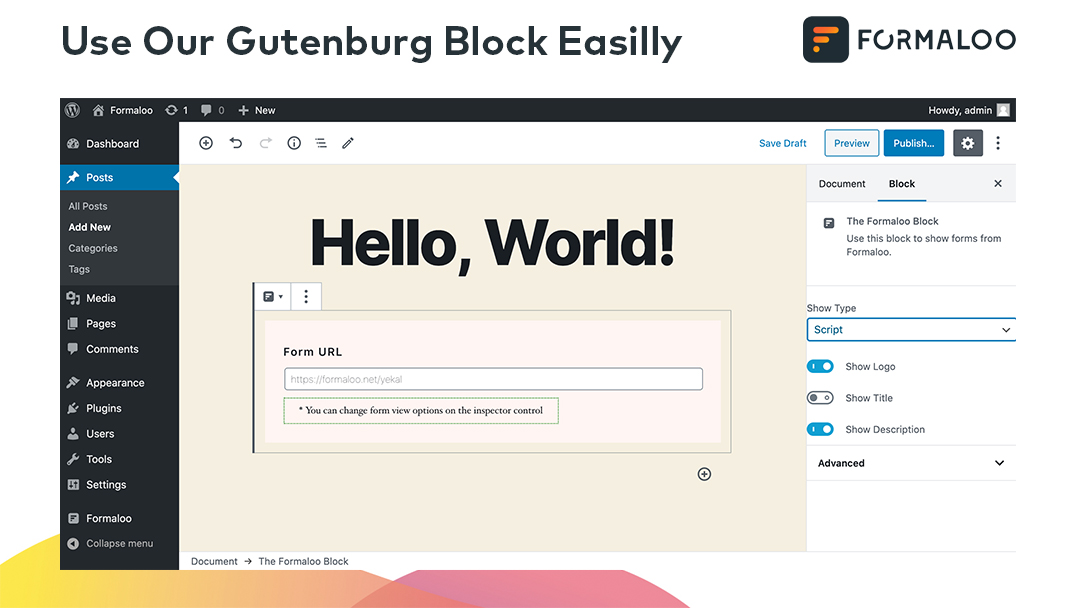 Use Our Gutenburg Block Easilly
FORMALOO
Formaloo 1 0 New
Howdy, admin
Dashboard
Posts
All Posts
Add New
Categories
Tags
Media
Pages
Comments
Appearance
Plugins
Users
Tools
Settings
Formaloo
Collapse menu
Save Draft Preview Publish...
Hello, World!
Form URL
https://formaloo.net/yekal
* You can change form view options on the inspector control
Document Block
The Formaloo Block
Use this block to show forms from
Formaloo.
Show Type
Script
Show Logo
Show Title
Show Description
Advanced
Document → The Formaloo Block